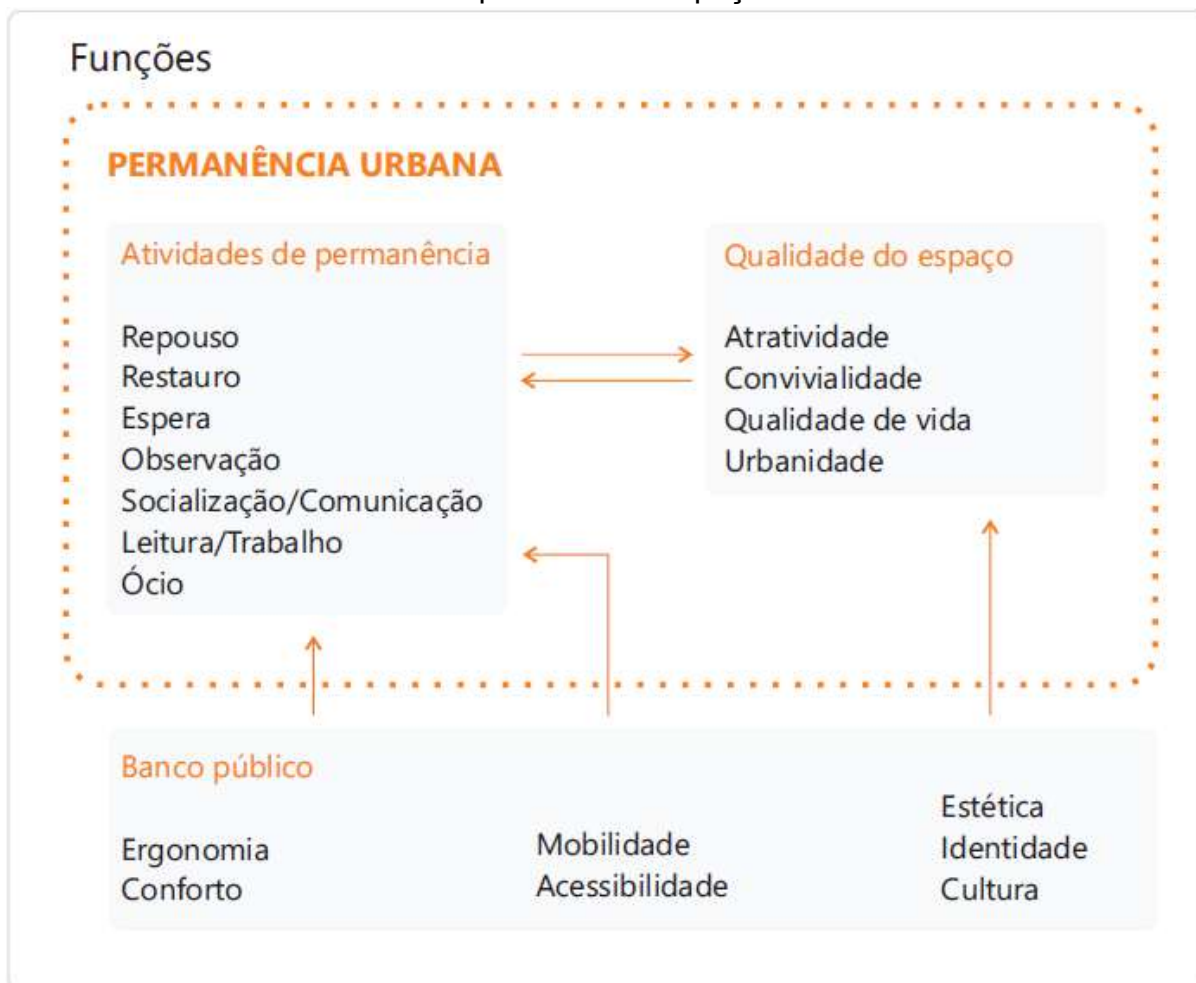 Funções
PERMANÊNCIA URBANA
Atividades de permanência
Repouso
Restauro
Espera
Observação
Socialização/Comunicação
Leitura/Trabalho
Ócio
Qualidade do espaço
Atratividade
Convivialidade
Qualidade de vida
Urbanidade
Banco público
Ergonomia
Conforto
Mobilidade
Acessibilidade
Estética
Identidade
Cultura